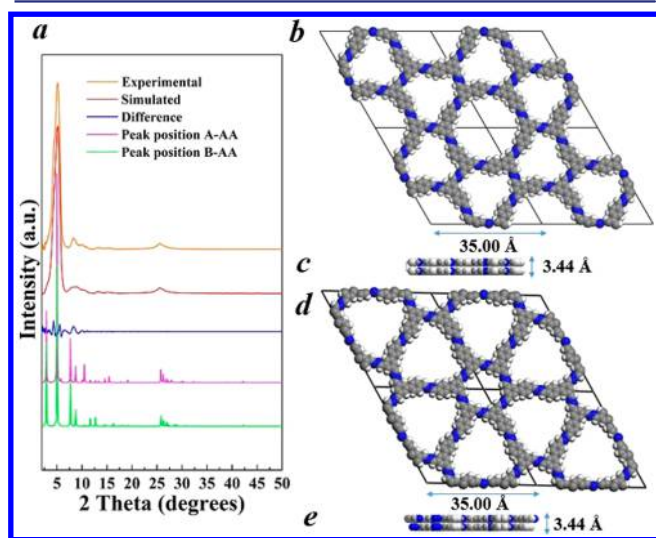 a
Experimental
Simulated
Difference
Peak position A-AA
Peak position B-AA
Intensity (a.u.)
5 10 15 20 25 30 35 40 45 50
2 Theta (degrees)
b
35.00 Å
c
3.44 Å
d
35.00 Å
e
3.44 Å